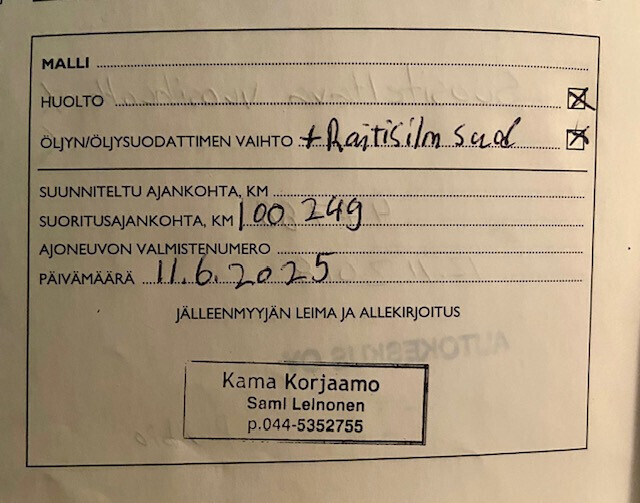 MALLI
HUOLTO
ÖLJYN/ÖLJYSUODATTIMEN VAIHTO + Raitisilm suod
SUUNNITELTU AJANKOHTA, KM
SUORITUSAJANKOHTA, KM 100 249
AJONEUVON VALMISTENUMERO
PÄIVÄMÄÄRÄ 11.6.2025
JÄLLEENMYYJÄN LEIMA JA ALLEKIRJOITUS
Kama Korjaamo
Sami Leinonen
p.044-5352755